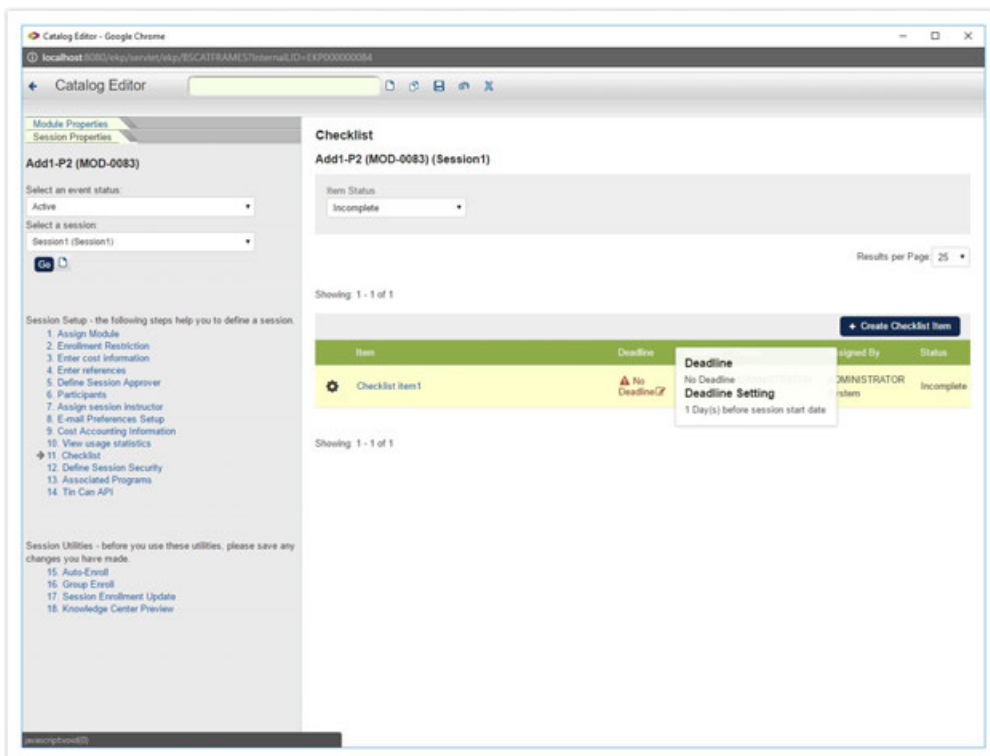 Catalog Editor - Google Chrome
localhost:8080/ekp/servlet/ekp/BSCATFRAMES?InternalLID=EKP000000084
Catalog Editor
Module Properties
Session Properties
Add1-P2 (MOD-0083)
Select an event status:
Active
Select a session:
Session1 (Session1)
Go
Session Setup - the following steps help you to define a session.
1. Assign Module
2. Enrollment Restriction
3. Enter cost information
4. Enter references
5. Define Session Approver
6. Participants
7. Assign session instructor
8. E-mail Preferences Setup
9. Cost Accounting Information
10. View usage statistics
11. Checklist
12. Define Session Security
13. Associated Programs
14. Tin Can API
Session Utilities - before you use these utilities, please save any
changes you have made.
15. Auto-Enroll
16. Group Enroll
17. Session Enrollment Update
18. Knowledge Center Preview
javascript:void(0)
Checklist
Add1-P2 (MOD-0083) (Session1)
Item Status
Incomplete
Results per Page: 25
Showing: 1 - 1 of 1
+ Create Checklist Item
Item Deadline signed By Status
Checklist item1 No Deadline ADMINISTRATOR System Incomplete
Deadline
No Deadline
Deadline Setting
1 Day(s) before session start date
Showing: 1 - 1 of 1